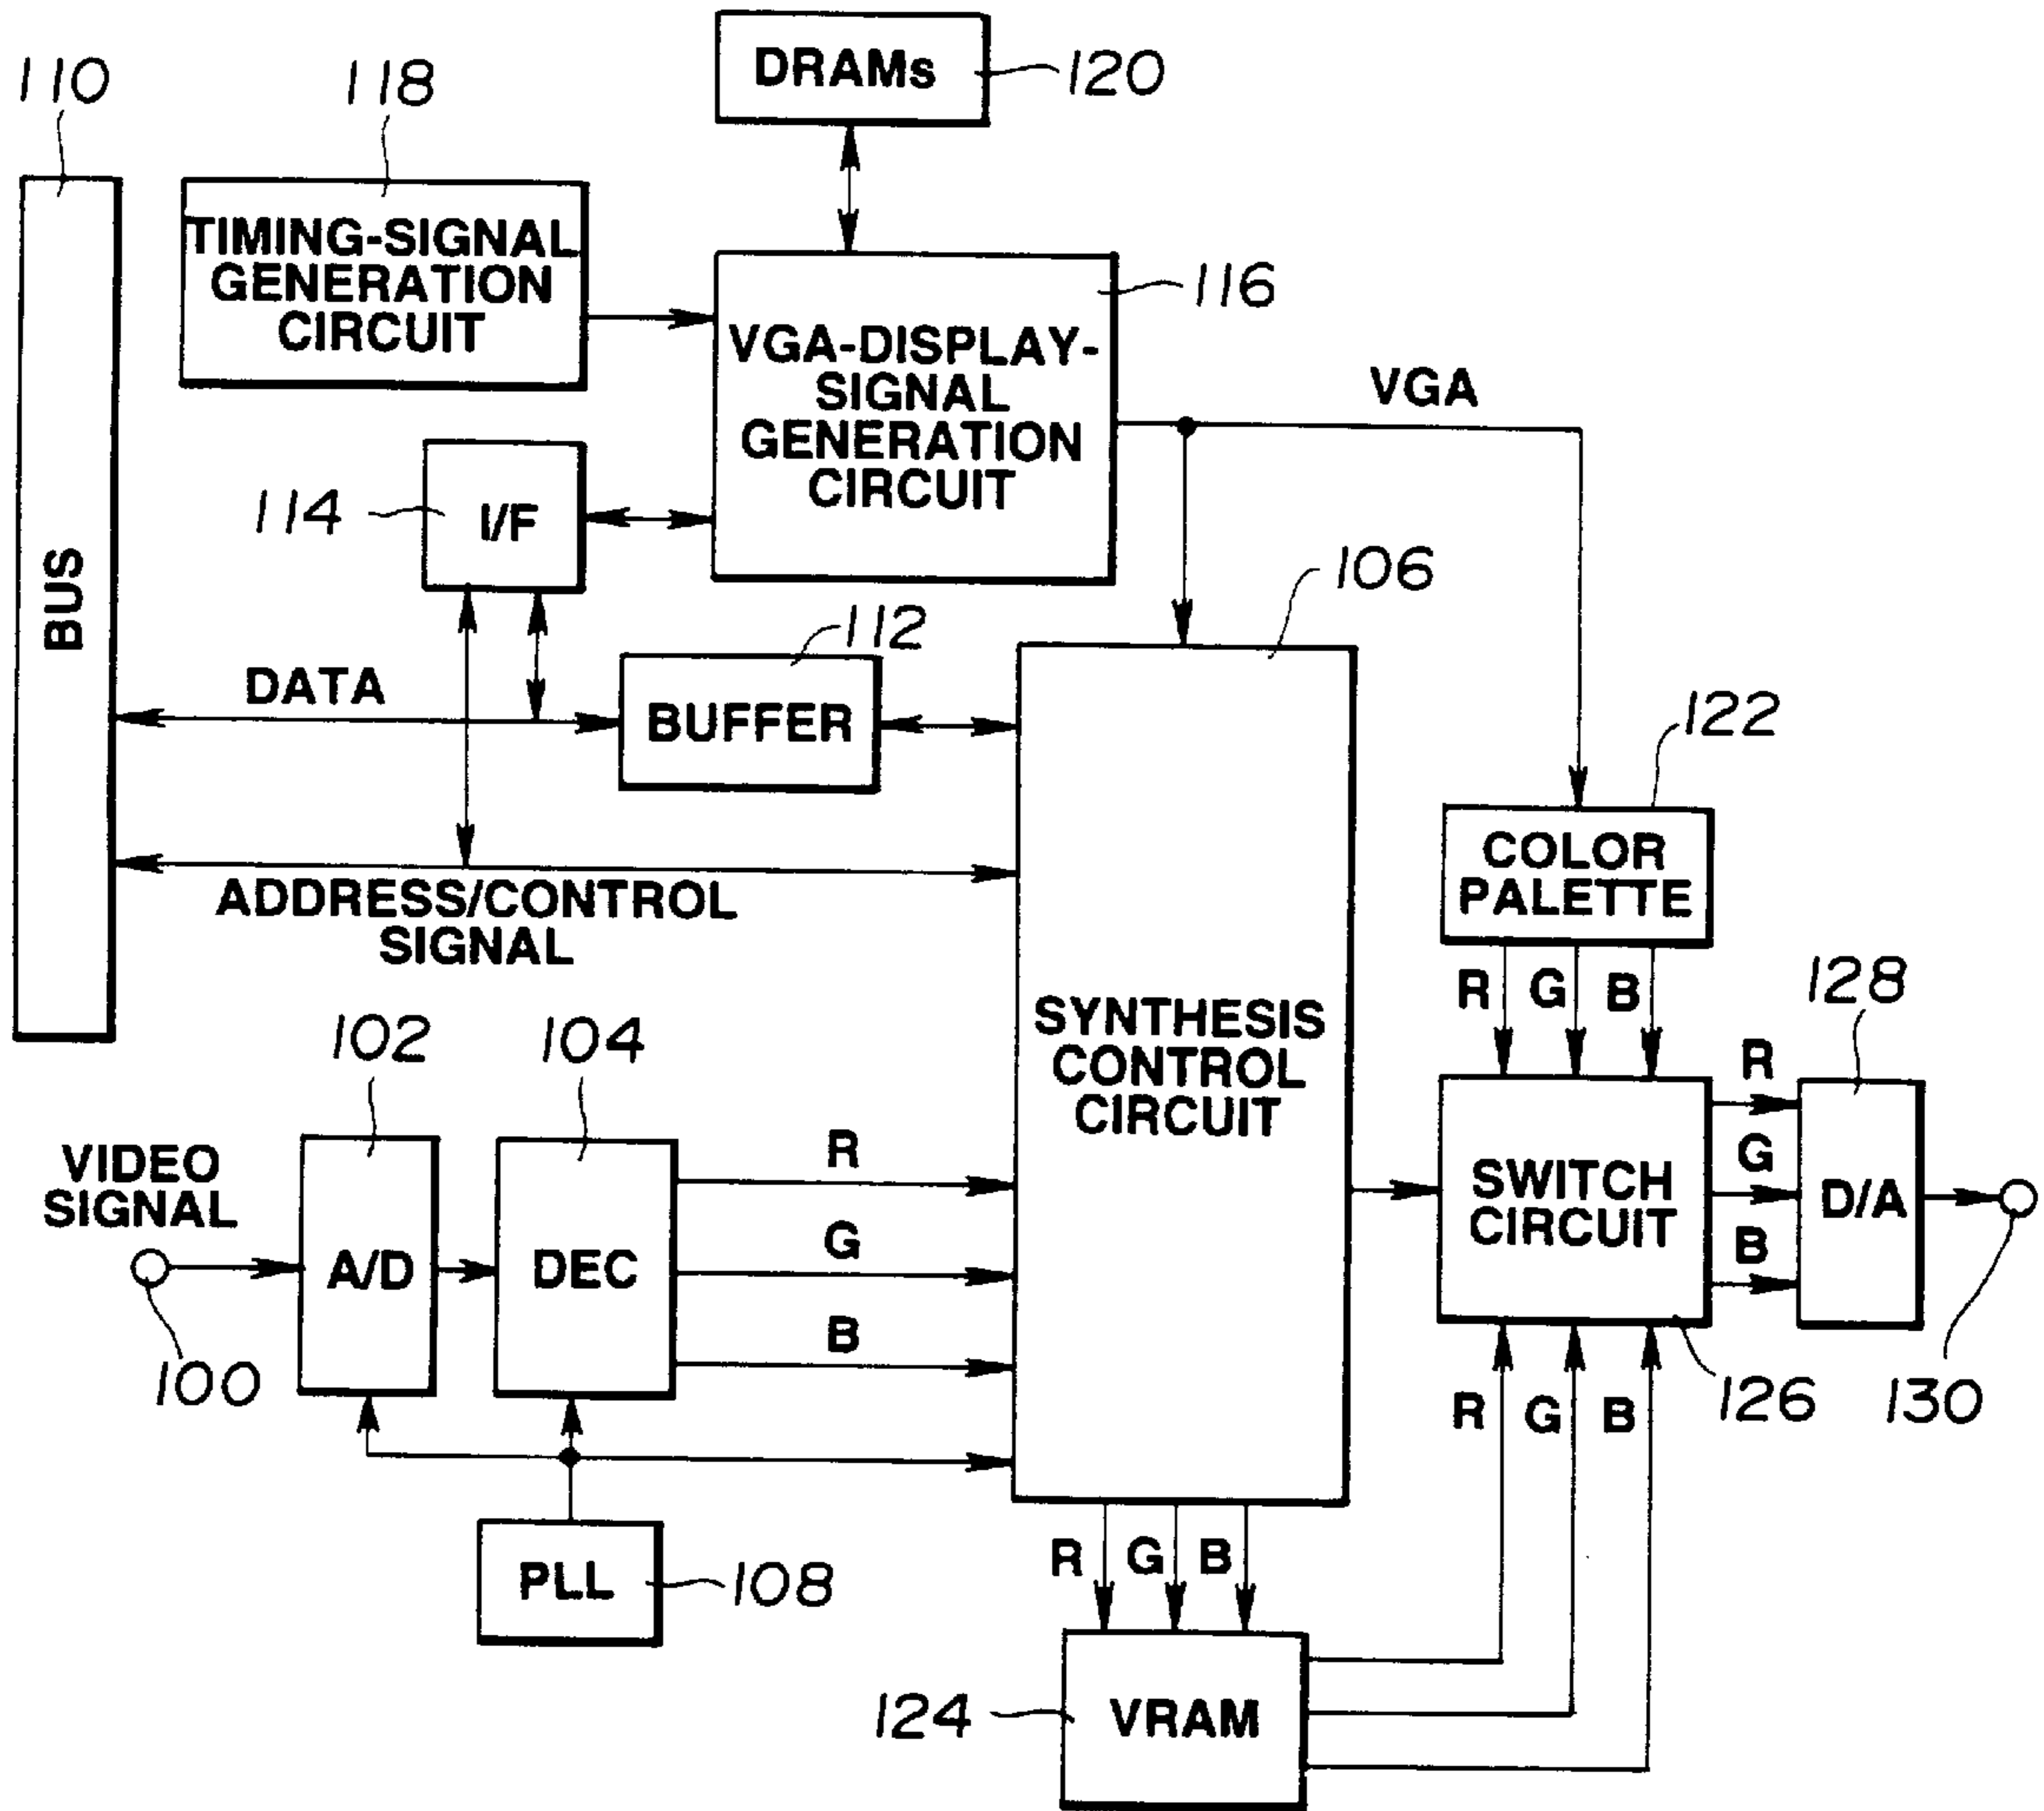 DRAMs
120
110
118
TIMING-SIGNAL
GENERATION
CIRCUIT
116
VGA-DISPLAY-
SIGNAL
GENERATION
CIRCUIT
VGA
114
I/F
BUS
106
112
DATA
BUFFER
122
COLOR
PALETTE
ADDRESS/CONTROL
SIGNAL
R G B
128
102
104
SYNTHESIS
CONTROL
CIRCUIT
R
G
B
VIDEO
SIGNAL
A/D
DEC
R
G
B
SWITCH
CIRCUIT
D/A
100
126
130
R G B
PLL
108
R G B
124
VRAM